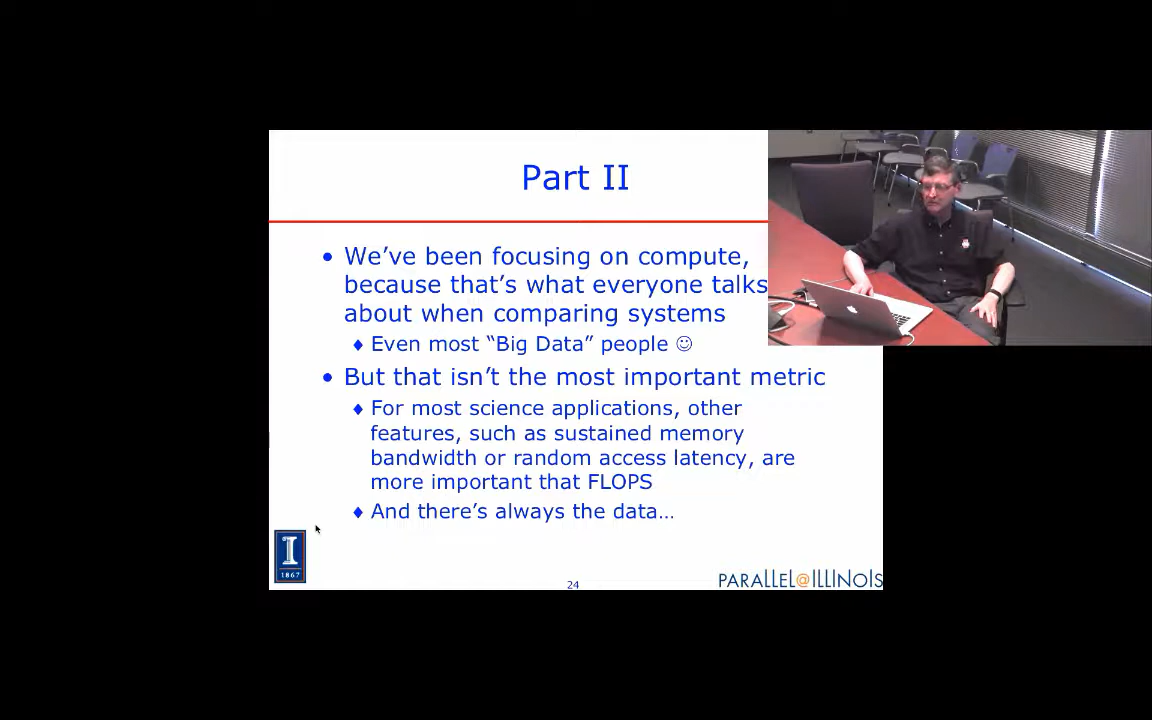 Part II
• We've been focusing on compute,
because that's what everyone talks
about when comparing systems
♦ Even most “Big Data” people ☺
• But that isn't the most important metric
♦ For most science applications, other
features, such as sustained memory
bandwidth or random access latency, are
more important that FLOPS
♦ And there's always the data…
I
1867
24
PARALLEL@ILLINOIS